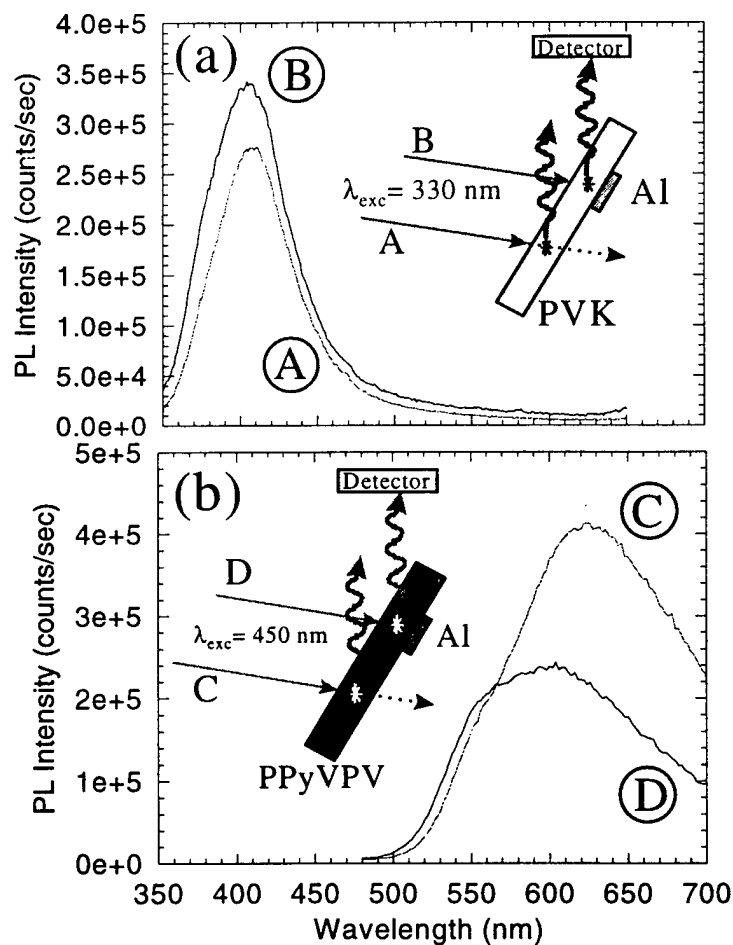 4.0e+5
3.5e+5
3.0e+5
2.5e+5
2.0e+5
1.5e+5
1.0e+5
5.0e+4
0.0e+0
PL Intensity (counts/sec)
(a)
B
A
Detector
B
λexc= 330 nm
A
Al
PVK
5e+5
4e+5
3e+5
2e+5
1e+5
0e+0
PL Intensity (counts/sec)
(b)
Detector
D
λexc= 450 nm
C
Al
PPyVPV
C
D
350 400 450 500 550 600 650 700
Wavelength (nm)